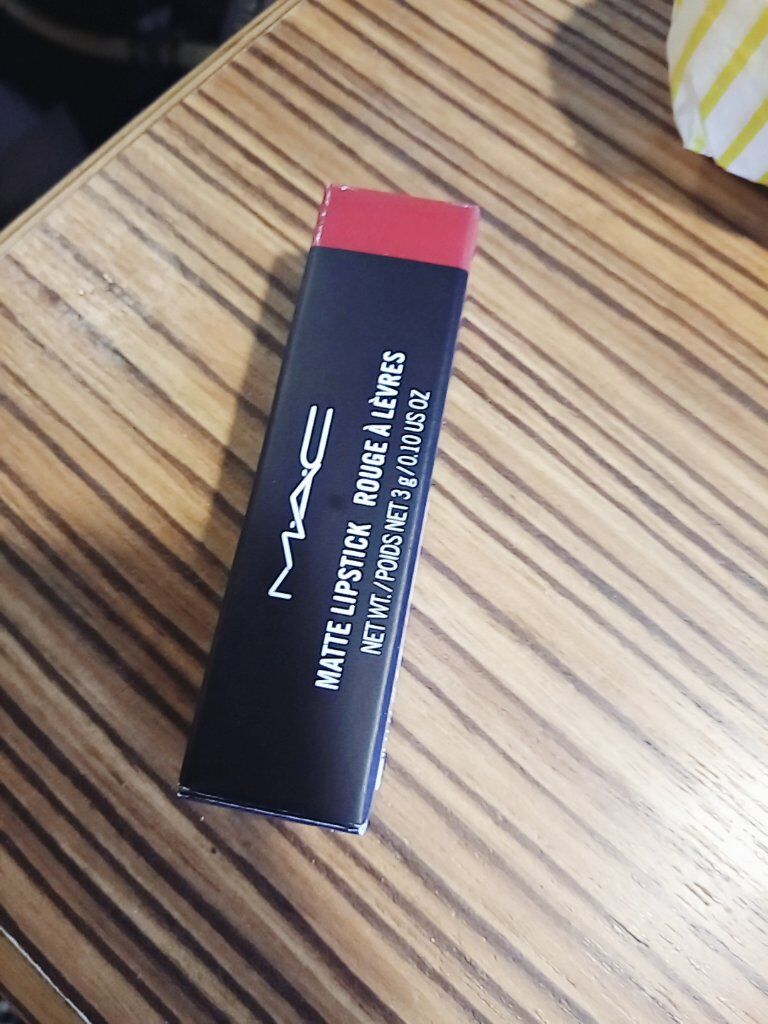 M·A·C
MATTE LIPSTICK ROUGE À LÈVRES
NET WT. / POIDS NET 3 g / 0.10 US OZ